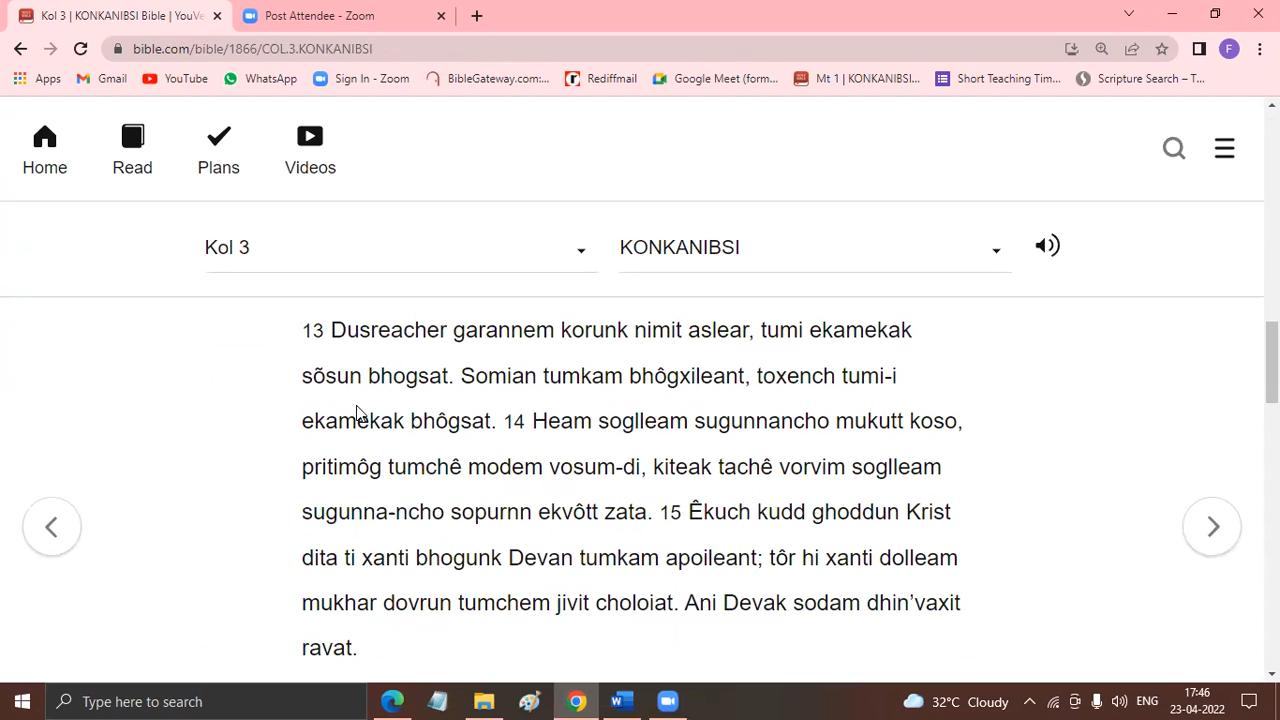 Kol 3 | KONKANIBSI Bible | YouVe
Post Attendee - Zoom
bible.com/bible/1866/COL.3.KONKANIBSI
F
Apps
Gmail
YouTube
WhatsApp
Sign In - Zoom
BibleGateway.com:...
Rediffmail
Google Meet (form...
Mt 1 | KONKANIBSI...
Short Teaching Tim...
Scripture Search – T...
Home
Read
Plans
Videos
Kol 3
KONKANIBSI
13 Dusreacher garannem korunk nimit aslear, tumi ekamekak
sõsun bhogsat. Somian tumkam bhôgxileant, toxench tumi-i
ekamekak bhôgsat. 14 Heam soglleam sugunnancho mukutt koso,
pritimôg tumchê modem vosum-di, kiteak tachê vorvim soglleam
sugunna-ncho sopurnn ekvôtt zata. 15 Êkuch kudd ghoddun Krist
dita ti xanti bhogunk Devan tumkam apoileant; tôr hi xanti dolleam
mukhar dovrun tumchem jivit choloiat. Ani Devak sodam dhin’vaxit
ravat.
Type here to search
32°C Cloudy
ENG
17:46
23-04-2022